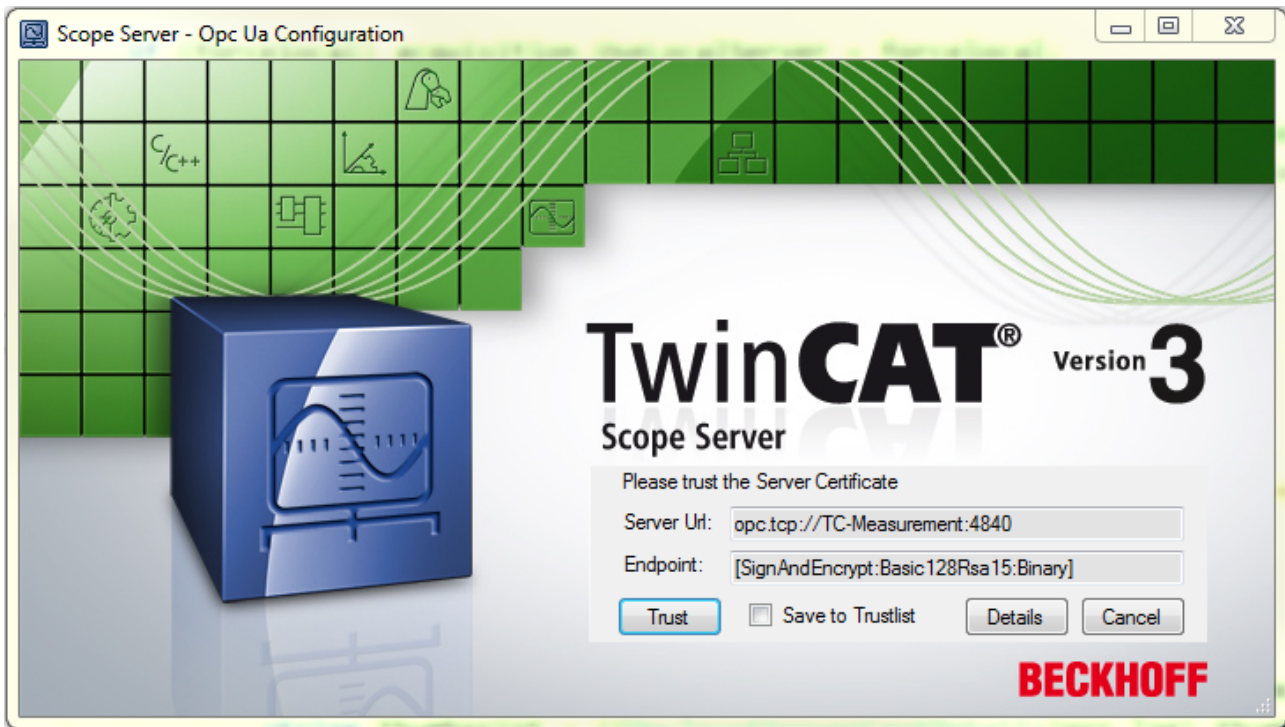 Scope Server - Opc Ua Configuration
C/C++
TwinCAT® Version 3
Scope Server
Please trust the Server Certificate
Server Url: opc.tcp://TC-Measurement:4840
Endpoint: [SignAndEncrypt:Basic128Rsa15:Binary]
Trust Save to Trustlist Details Cancel
BECKHOFF